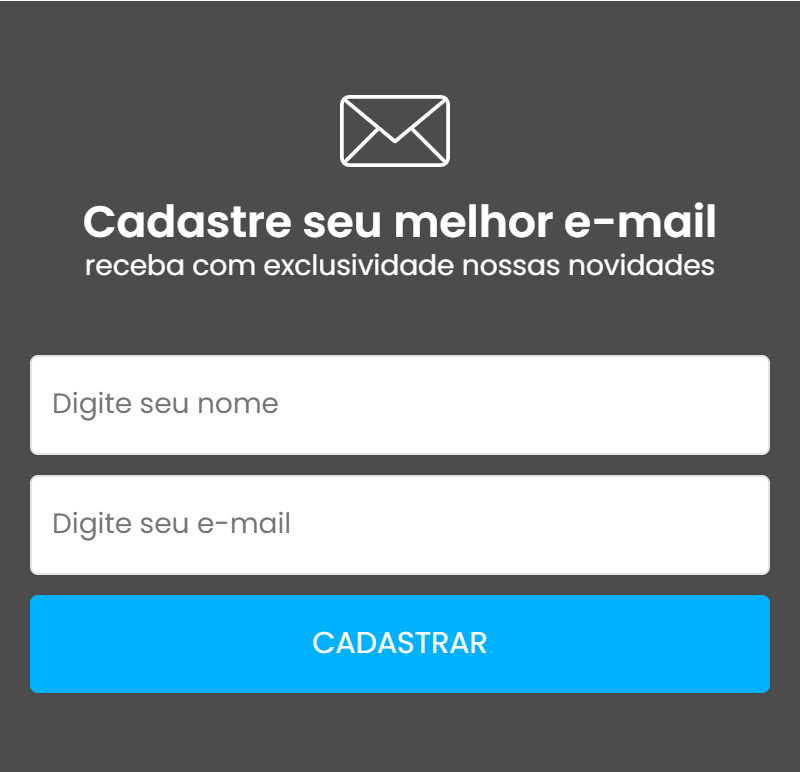 Cadastre seu melhor e-mail
receba com exclusividade nossas novidades
Digite seu nome
Digite seu e-mail
CADASTRAR